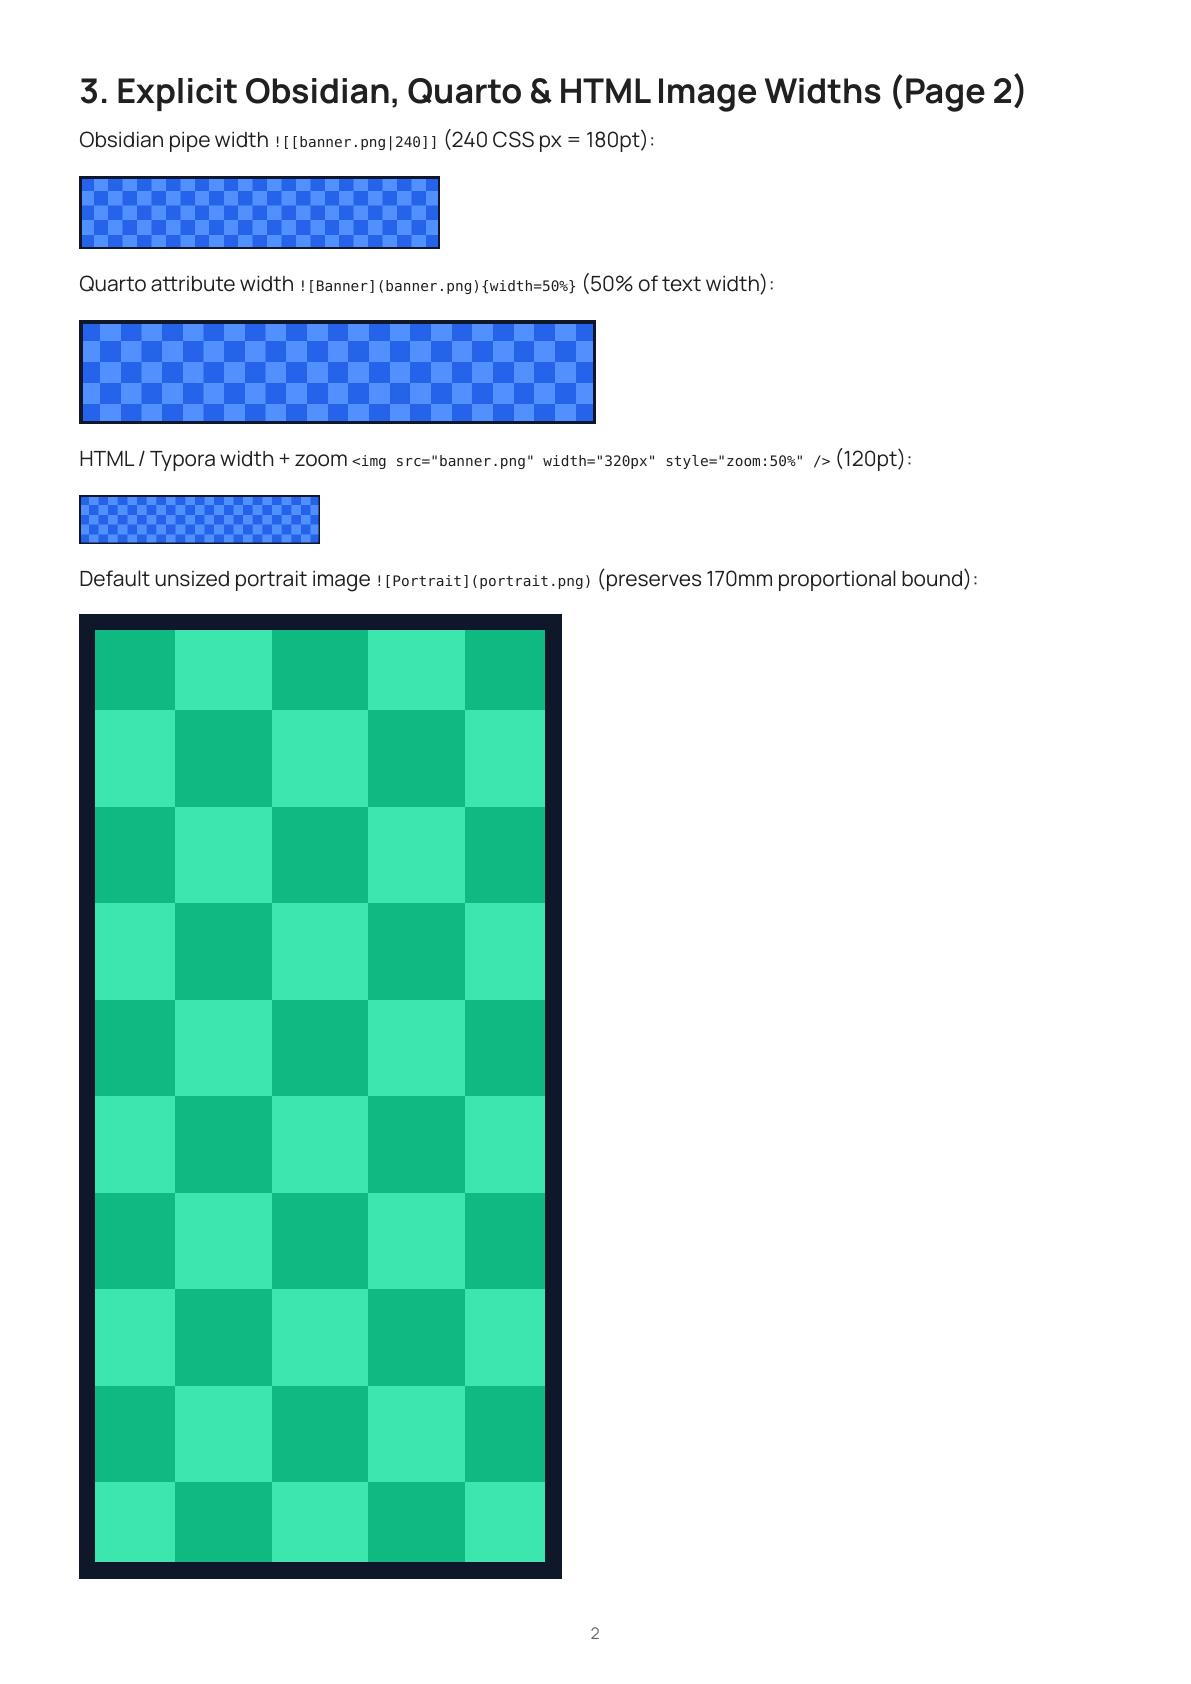 3. Explicit Obsidian, Quarto & HTML Image Widths (Page 2)
Obsidian pipe width ![[banner.png|240]] (240 CSS px = 180pt):
Quarto attribute width ![Banner](banner.png){width=50%} (50% of text width):
HTML / Typora width + zoom <img src="banner.png" width="320px" style="zoom:50%" /> (120pt):
Default unsized portrait image ![Portrait](portrait.png) (preserves 170mm proportional bound):
2